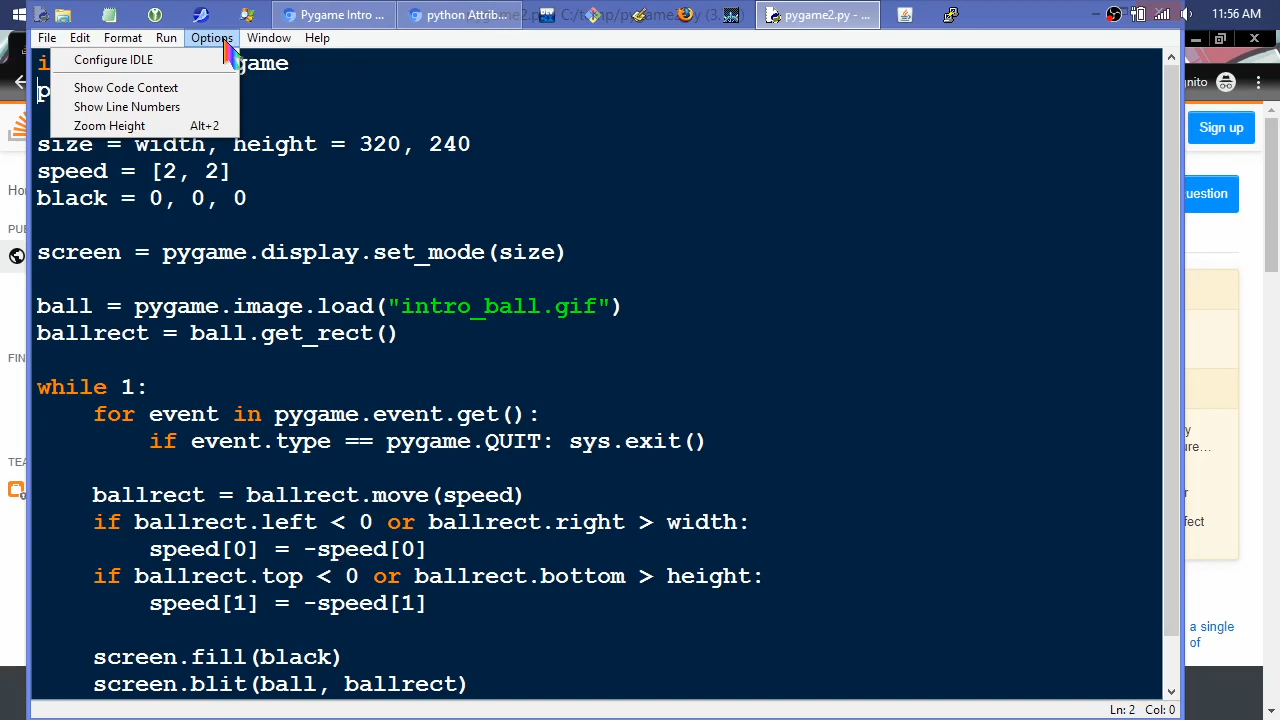 Pygame Intro ...
python Attrib...
pygame2.py - ...
11:56 AM
File Edit Format Run Options Window Help
Configure IDLE
Show Code Context
Show Line Numbers
Zoom Height Alt+2
game
size = width, height = 320, 240
speed = [2, 2]
black = 0, 0, 0
screen = pygame.display.set_mode(size)
ball = pygame.image.load("intro_ball.gif")
ballrect = ball.get_rect()
while 1:
for event in pygame.event.get():
if event.type == pygame.QUIT: sys.exit()
ballrect = ballrect.move(speed)
if ballrect.left < 0 or ballrect.right > width:
speed[0] = -speed[0]
if ballrect.top < 0 or ballrect.bottom > height:
speed[1] = -speed[1]
screen.fill(black)
screen.blit(ball, ballrect)
Ln: 2 Col: 0
Sign up
a single
of